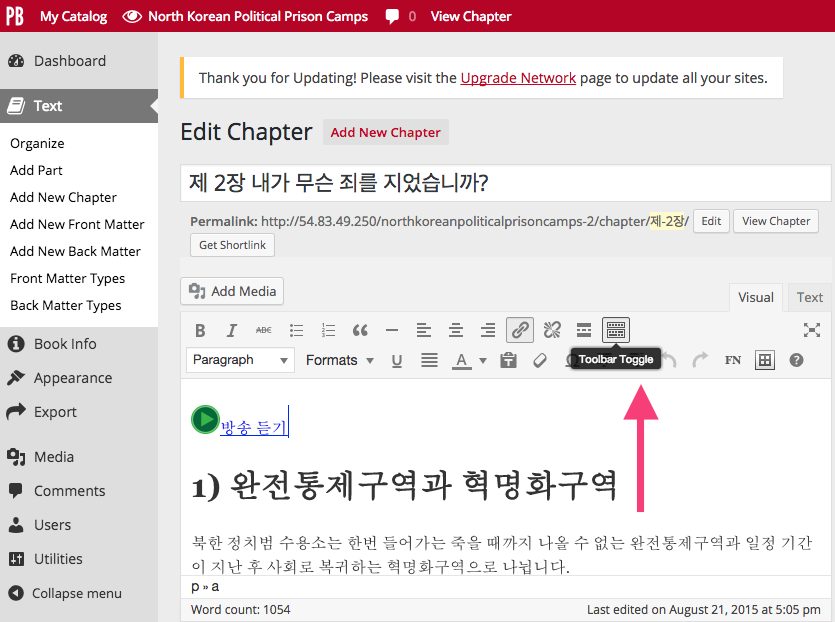 PB My Catalog North Korean Political Prison Camps 0 View Chapter
Dashboard
Text
Organize
Add Part
Add New Chapter
Add New Front Matter
Add New Back Matter
Front Matter Types
Back Matter Types
Book Info
Appearance
Export
Media
Comments
Users
Utilities
Collapse menu
Thank you for Updating! Please visit the Upgrade Network page to update all your sites.
Edit Chapter Add New Chapter
제 2장 내가 무슨 죄를 지었습니까?
Permalink: http://54.83.49.250/northkoreanpoliticalprisoncamps-2/chapter/제-2장/ Edit View Chapter
Get Shortlink
Add Media
Visual Text
B I ABC
Paragraph Formats U A Toolbar Toggle FN
방송 듣기
1) 완전통제구역과 혁명화구역
북한 정치범 수용소는 한번 들어가는 죽을 때까지 나올 수 없는 완전통제구역과 일정 기간
이 지난 후 사회로 복귀하는 혁명화구역으로 나뉩니다.
p » a
Word count: 1054 Last edited on August 21, 2015 at 5:05 pm